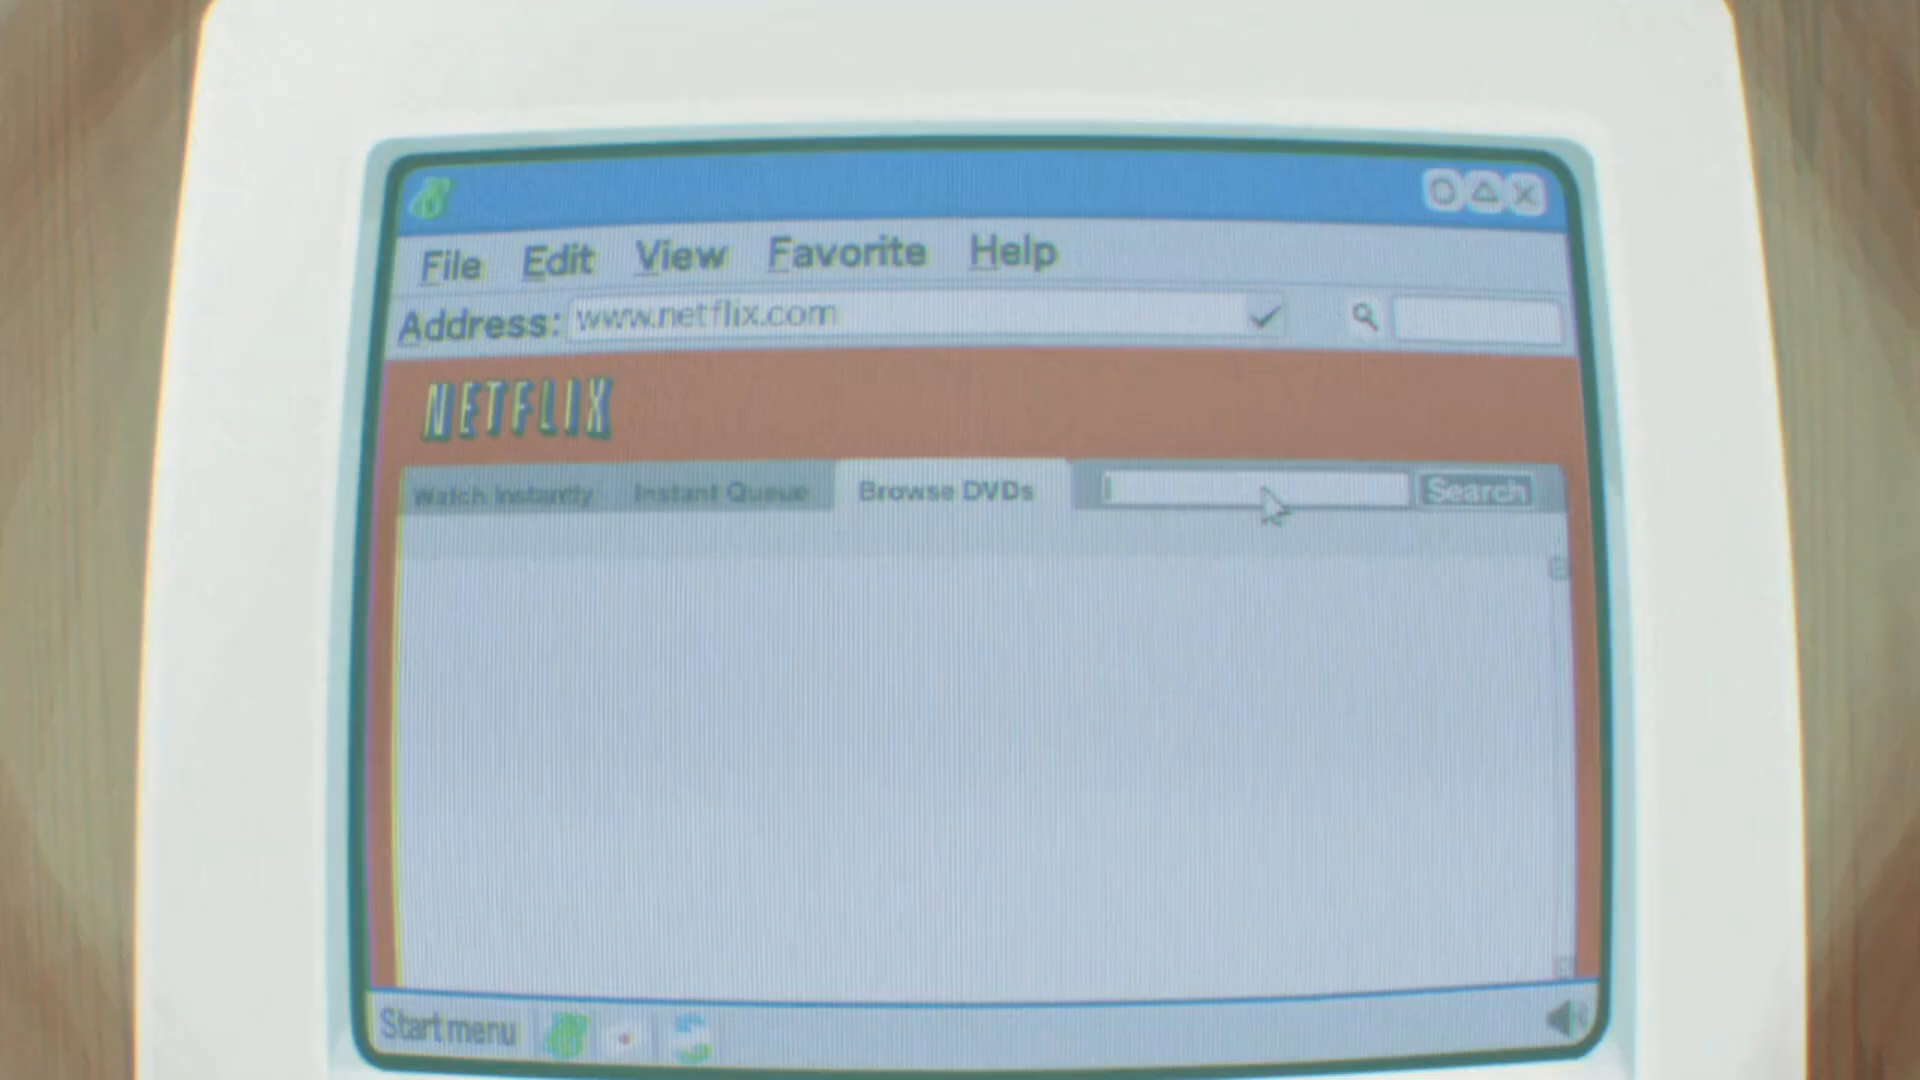 File Edit View Favorite Help
Address: www.netflix.com
NETFLIX
Watch Instantly Instant Queue Browse DVDs Search
Start menu